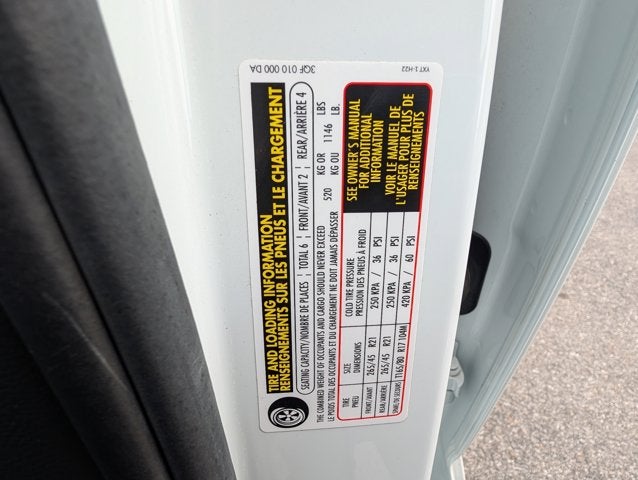 3QF 010 000 DA
YXT 1-H22
TIRE AND LOADING INFORMATION
RENSEIGNEMENTS SUR LES PNEUS ET LE CHARGEMENT
SEATING CAPACITY/NOMBRE DE PLACES | TOTAL 6 | FRONT/AVANT 2 | REAR/ARRIÈRE 4
THE COMBINED WEIGHT OF OCCUPANTS AND CARGO SHOULD NEVER EXCEED 520 KG OR 1146 LBS
LE POIDS TOTAL DES OCCUPANTS ET DU CHARGEMENT NE DOIT JAMAIS DÉPASSER KG OU LB.
TIRE SIZE COLD TIRE PRESSURE
PNEU DIMENSIONS PRESSION DES PNEUS À FROID
FRONT/AVANT 265/45 R21 250 KPA / 36 PSI
REAR/ARRIÈRE 265/45 R21 250 KPA / 36 PSI
SPARE/DE SECOURS T165/80 R17 104M 420 KPA / 60 PSI
SEE OWNER'S MANUAL
FOR ADDITIONAL
INFORMATION
VOIR LE MANUEL DE
L'USAGER POUR PLUS DE
RENSEIGNEMENTS